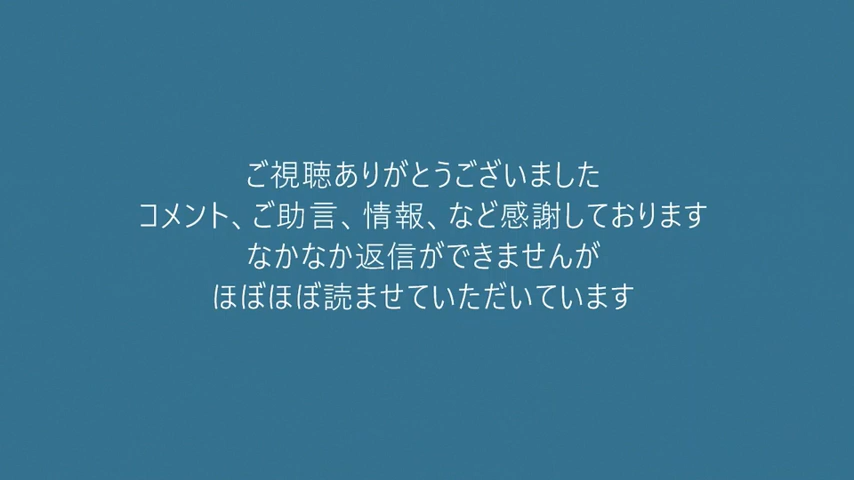 ご視聴ありがとうございました
コメント、ご助言、情報、など感謝しております
なかなか返信ができませんが
ほぼほぼ読ませていただいています